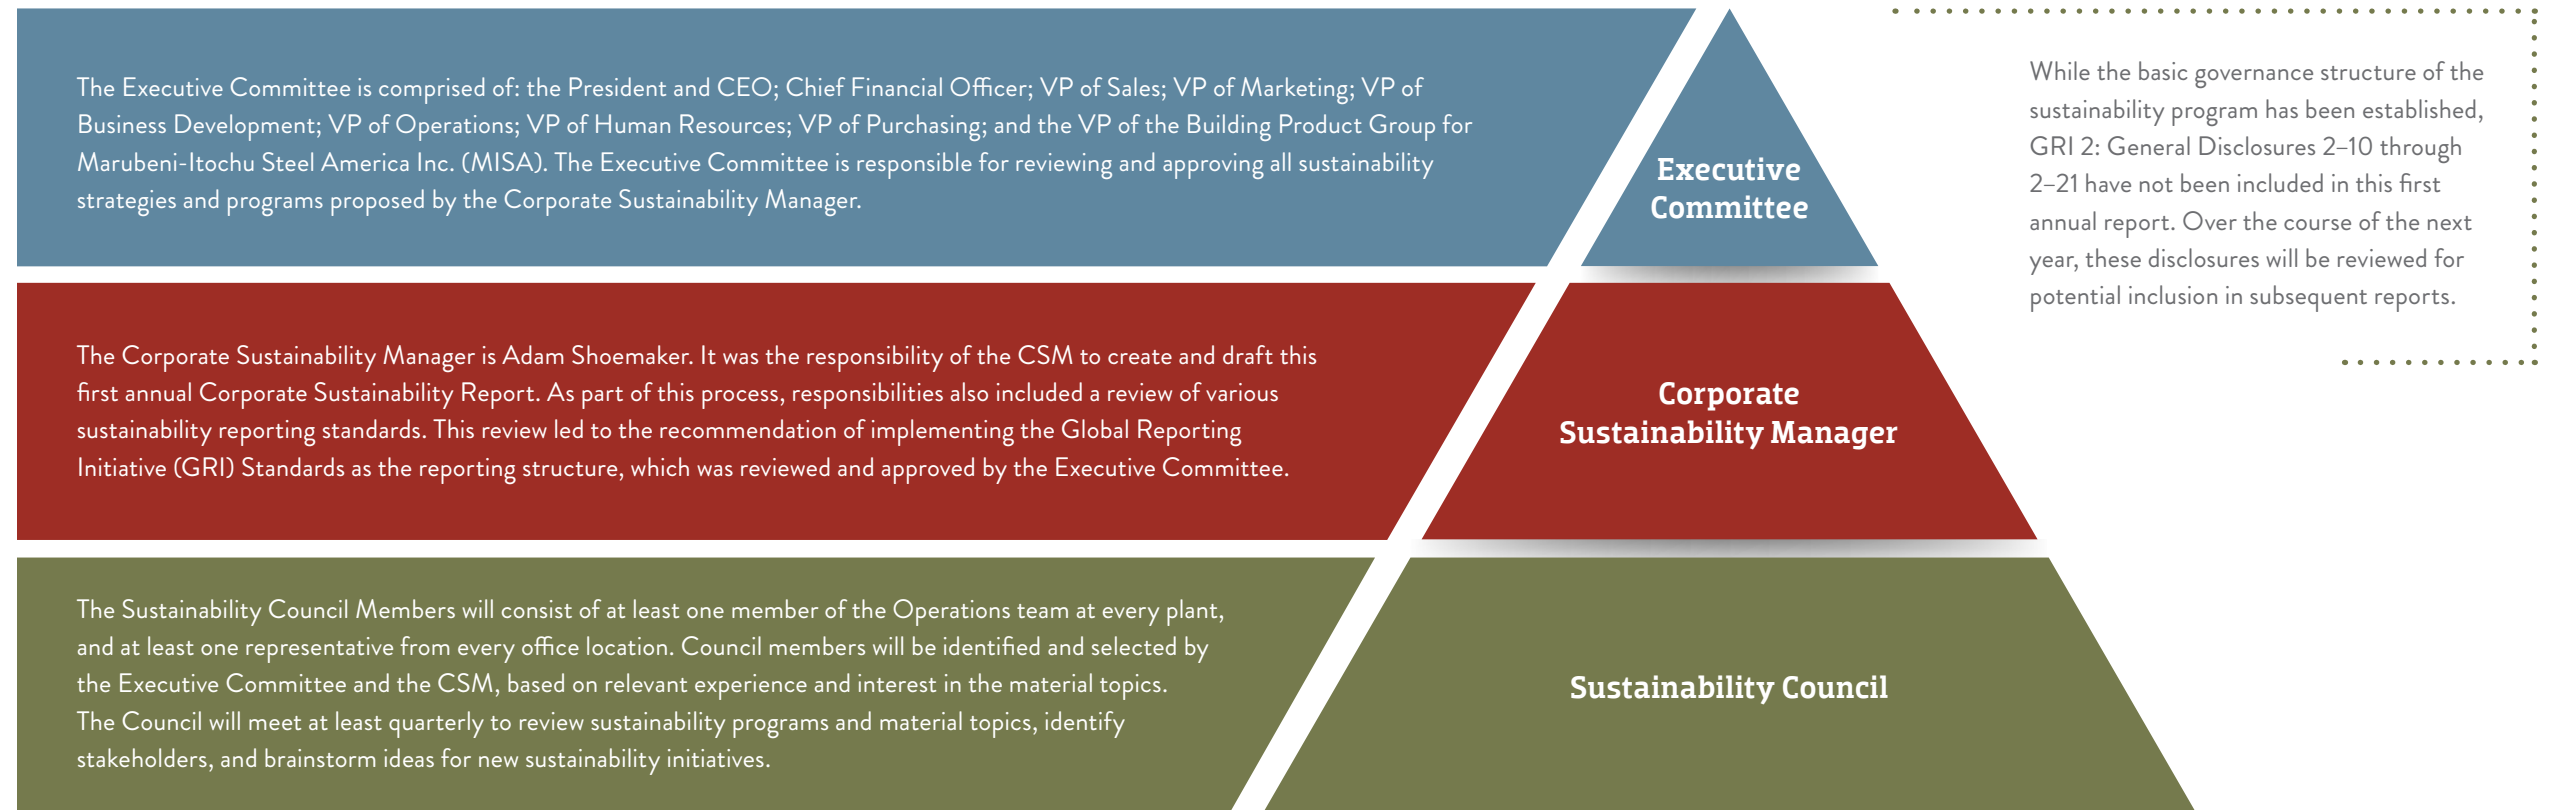 The Executive Committee is comprised of: the President and CEO; Chief Financial Officer; VP of Sales; VP of Marketing; VP of
Business Development; VP of Operations; VP of Human Resources; VP of Purchasing; and the VP of the Building Product Group for
Marubeni-Itochu Steel America Inc. (MISA). The Executive Committee is responsible for reviewing and approving all sustainability
strategies and programs proposed by the Corporate Sustainability Manager.
Executive
Committee
While the basic governance structure of the
sustainability program has been established,
GRI 2: General Disclosures 2–10 through
2–21 have not been included in this first
annual report. Over the course of the next
year, these disclosures will be reviewed for
potential inclusion in subsequent reports.
The Corporate Sustainability Manager is Adam Shoemaker. It was the responsibility of the CSM to create and draft this
first annual Corporate Sustainability Report. As part of this process, responsibilities also included a review of various
sustainability reporting standards. This review led to the recommendation of implementing the Global Reporting
Initiative (GRI) Standards as the reporting structure, which was reviewed and approved by the Executive Committee.
Corporate
Sustainability Manager
The Sustainability Council Members will consist of at least one member of the Operations team at every plant,
and at least one representative from every office location. Council members will be identified and selected by
the Executive Committee and the CSM, based on relevant experience and interest in the material topics.
The Council will meet at least quarterly to review sustainability programs and material topics, identify
stakeholders, and brainstorm ideas for new sustainability initiatives.
Sustainability Council